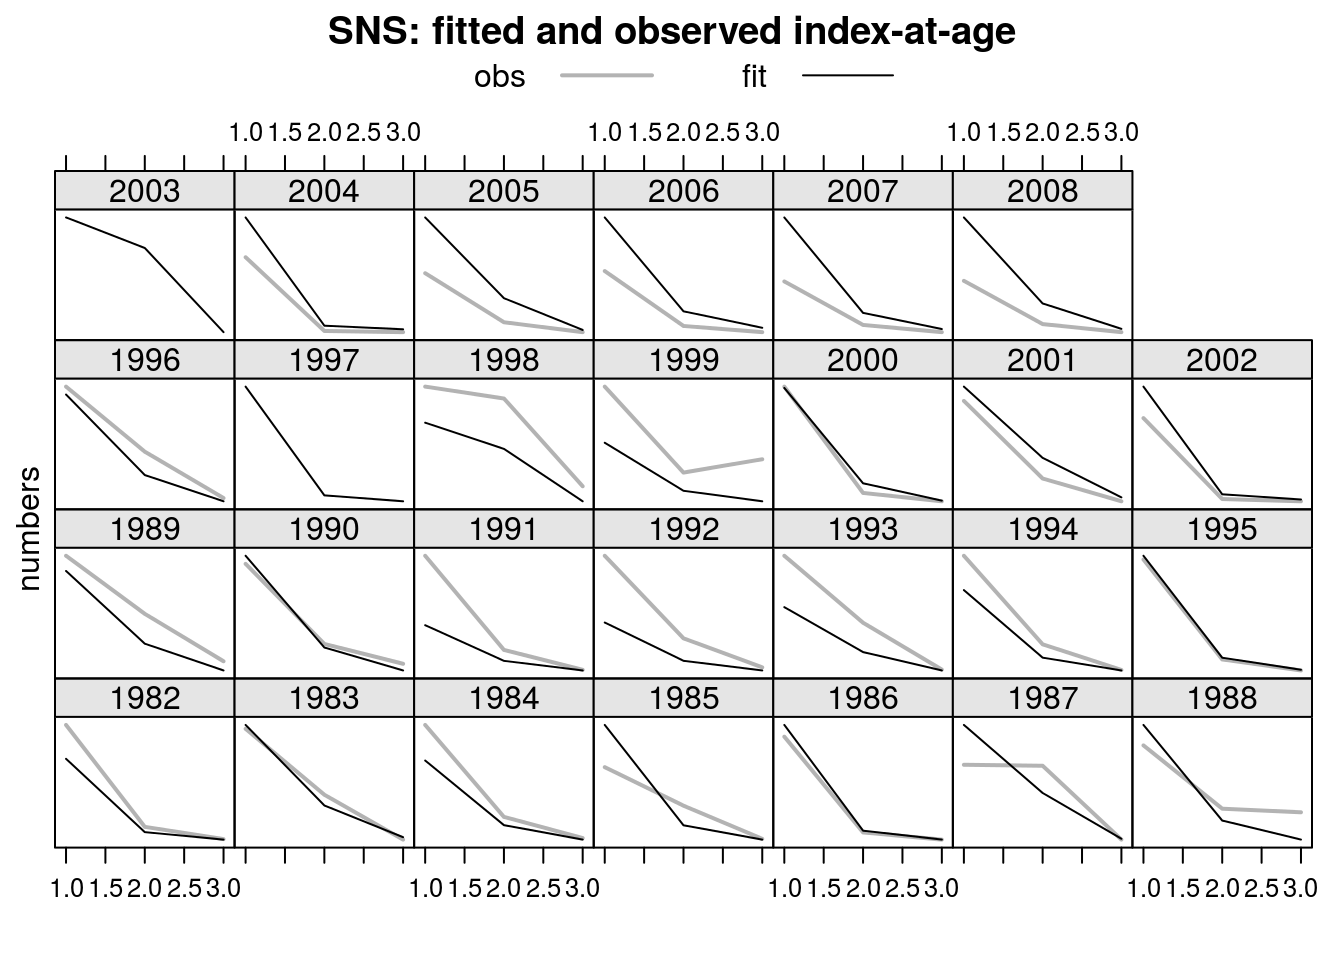 SNS: fitted and observed index-at-age
obs fit
1.0 1.5 2.0 2.5 3.0 1.0 1.5 2.0 2.5 3.0 1.0 1.5 2.0 2.5 3.0
2003 2004 2005 2006 2007 2008
1996 1997 1998 1999 2000 2001 2002
numbers
1989 1990 1991 1992 1993 1994 1995
1982 1983 1984 1985 1986 1987 1988
1.0 1.5 2.0 2.5 3.0 1.0 1.5 2.0 2.5 3.0 1.0 1.5 2.0 2.5 3.0 1.0 1.5 2.0 2.5 3.0